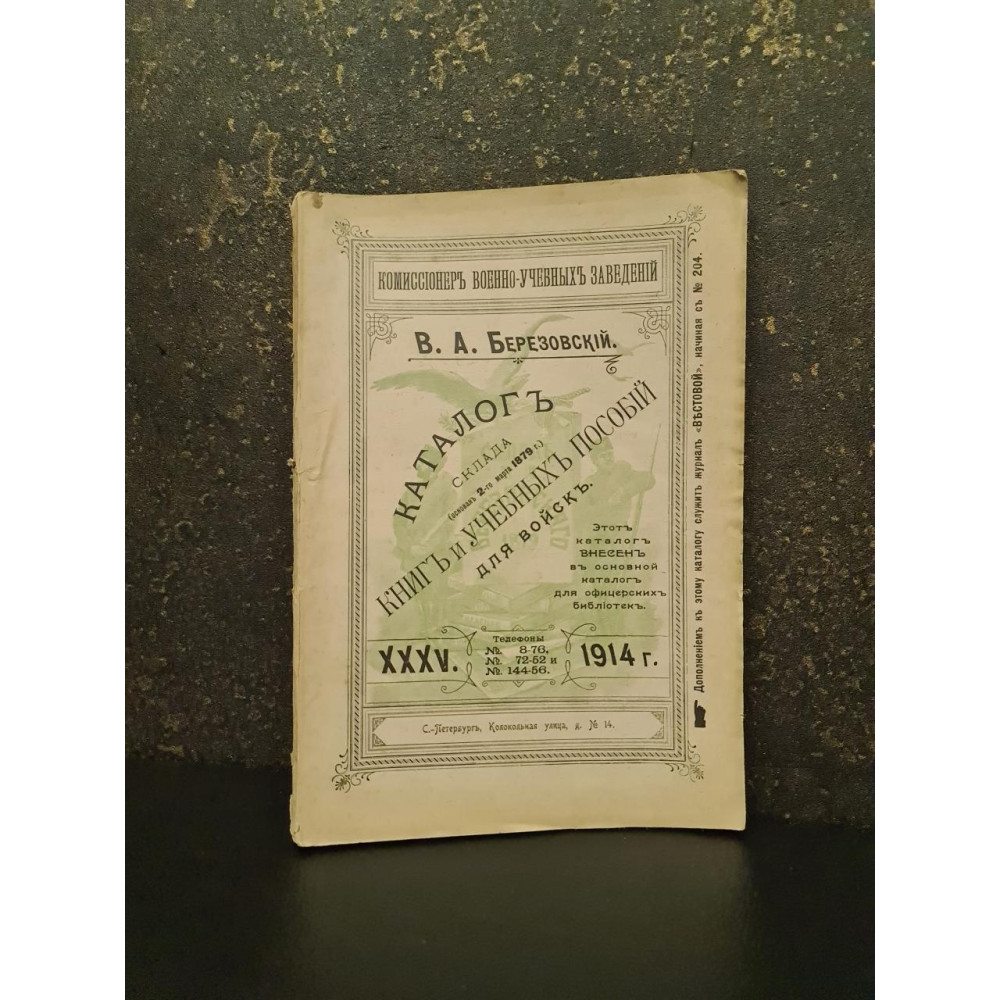 КОМИССІОНЕРЪ ВОЕННО-УЧЕБНЫХЪ ЗАВЕДЕНІЙ
В. А. БЕРЕЗОВСКІЙ.
КАТАЛОГЪ
СКЛАДА
(основанъ 2-го марта 1879 г.)
КНИГЪ И УЧЕБНЫХЪ ПОСОБІЙ
ДЛЯ ВОЙСКЪ.
Этотъ
каталогъ
ВНЕСЕНЪ
въ основной
каталогъ
для офицерскихъ
библіотекъ.
XXXV.
Телефоны
№. 8-76,
№. 72-52 и
№. 144-56.
1914 г.
С.-Петербургъ, Колокольная улица, д. № 14.
Дополненіемъ къ этому каталогу служитъ журналъ «ВѢСТОВОЙ», начиная съ № 204.